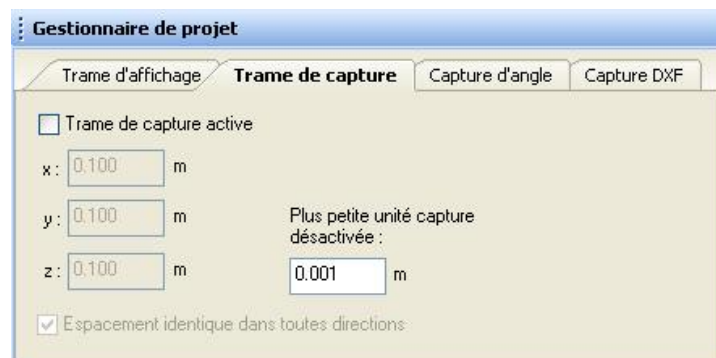 Gestionnaire de projet
Trame d'affichage Trame de capture Capture d'angle Capture DXF
Trame de capture active
x : 0.100 m
y : 0.100 m
Plus petite unité capture
désactivée :
z : 0.100 m
0.001 m
Espacement identique dans toutes directions